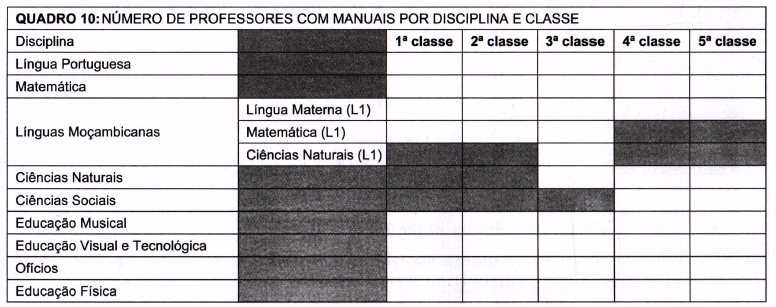 QUADRO 10: NÚMERO DE PROFESSORES COM MANUAIS POR DISCIPLINA E CLASSE
Disciplina 1ª classe 2ª classe 3ª classe 4ª classe 5ª classe
Língua Portuguesa
Matemática
Línguas Moçambicanas
Língua Materna (L1)
Matemática (L1)
Ciências Naturais (L1)
Ciências Naturais
Ciências Sociais
Educação Musical
Educação Visual e Tecnológica
Ofícios
Educação Física